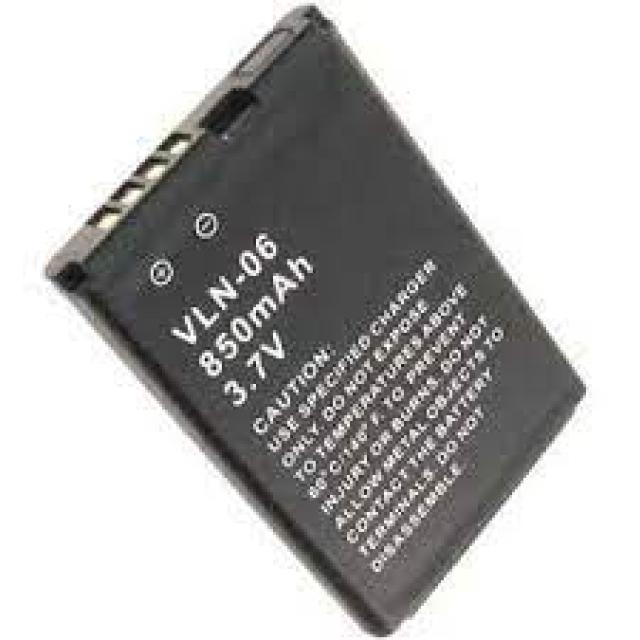 ⊕ ⊖
VLN-06
850mAh
3.7V
CAUTION:
USE SPECIFIED CHARGER
ONLY. DO NOT EXPOSE
TO TEMPERATURES ABOVE
60°C/140°F. TO PREVENT
INJURY OR BURNS, DO NOT
ALLOW METAL OBJECTS TO
CONTACT THE BATTERY
TERMINALS. DO NOT
DISASSEMBLE.